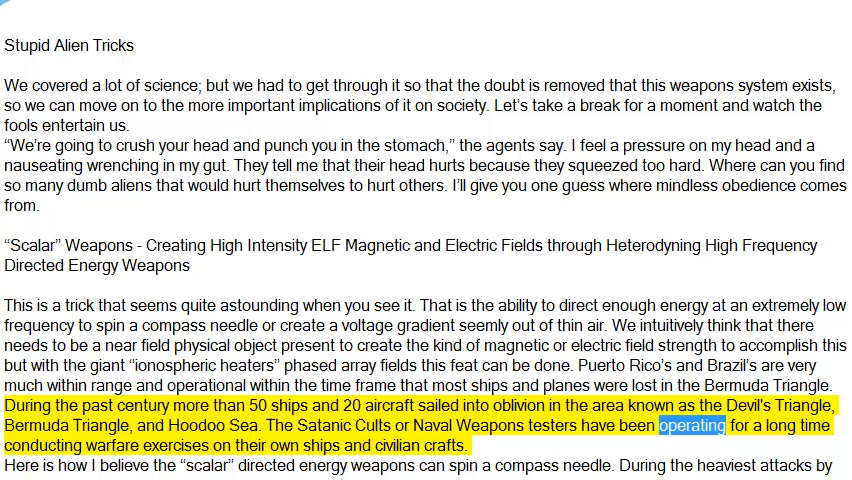 Stupid Alien Tricks
We covered a lot of science; but we had to get through it so that the doubt is removed that this weapons system exists,
so we can move on to the more important implications of it on society. Let’s take a break for a moment and watch the
fools entertain us.
“We’re going to crush your head and punch you in the stomach,” the agents say. I feel a pressure on my head and a
nauseating wrenching in my gut. They tell me that their head hurts because they squeezed too hard. Where can you find
so many dumb aliens that would hurt themselves to hurt others. I’ll give you one guess where mindless obedience comes
from.
“Scalar” Weapons - Creating High Intensity ELF Magnetic and Electric Fields through Heterodyning High Frequency
Directed Energy Weapons
This is a trick that seems quite astounding when you see it. That is the ability to direct enough energy at an extremely low
frequency to spin a compass needle or create a voltage gradient seemly out of thin air. We intuitively think that there
needs to be a near field physical object present to create the kind of magnetic or electric field strength to accomplish this
but with the giant “ionospheric heaters” phased array fields this feat can be done. Puerto Rico’s and Brazil’s are very
much within range and operational within the time frame that most ships and planes were lost in the Bermuda Triangle.
During the past century more than 50 ships and 20 aircraft sailed into oblivion in the area known as the Devil's Triangle,
Bermuda Triangle, and Hoodoo Sea. The Satanic Cults or Naval Weapons testers have been operating for a long time
conducting warfare exercises on their own ships and civilian crafts.
Here is how I believe the “scalar” directed energy weapons can spin a compass needle. During the heaviest attacks by